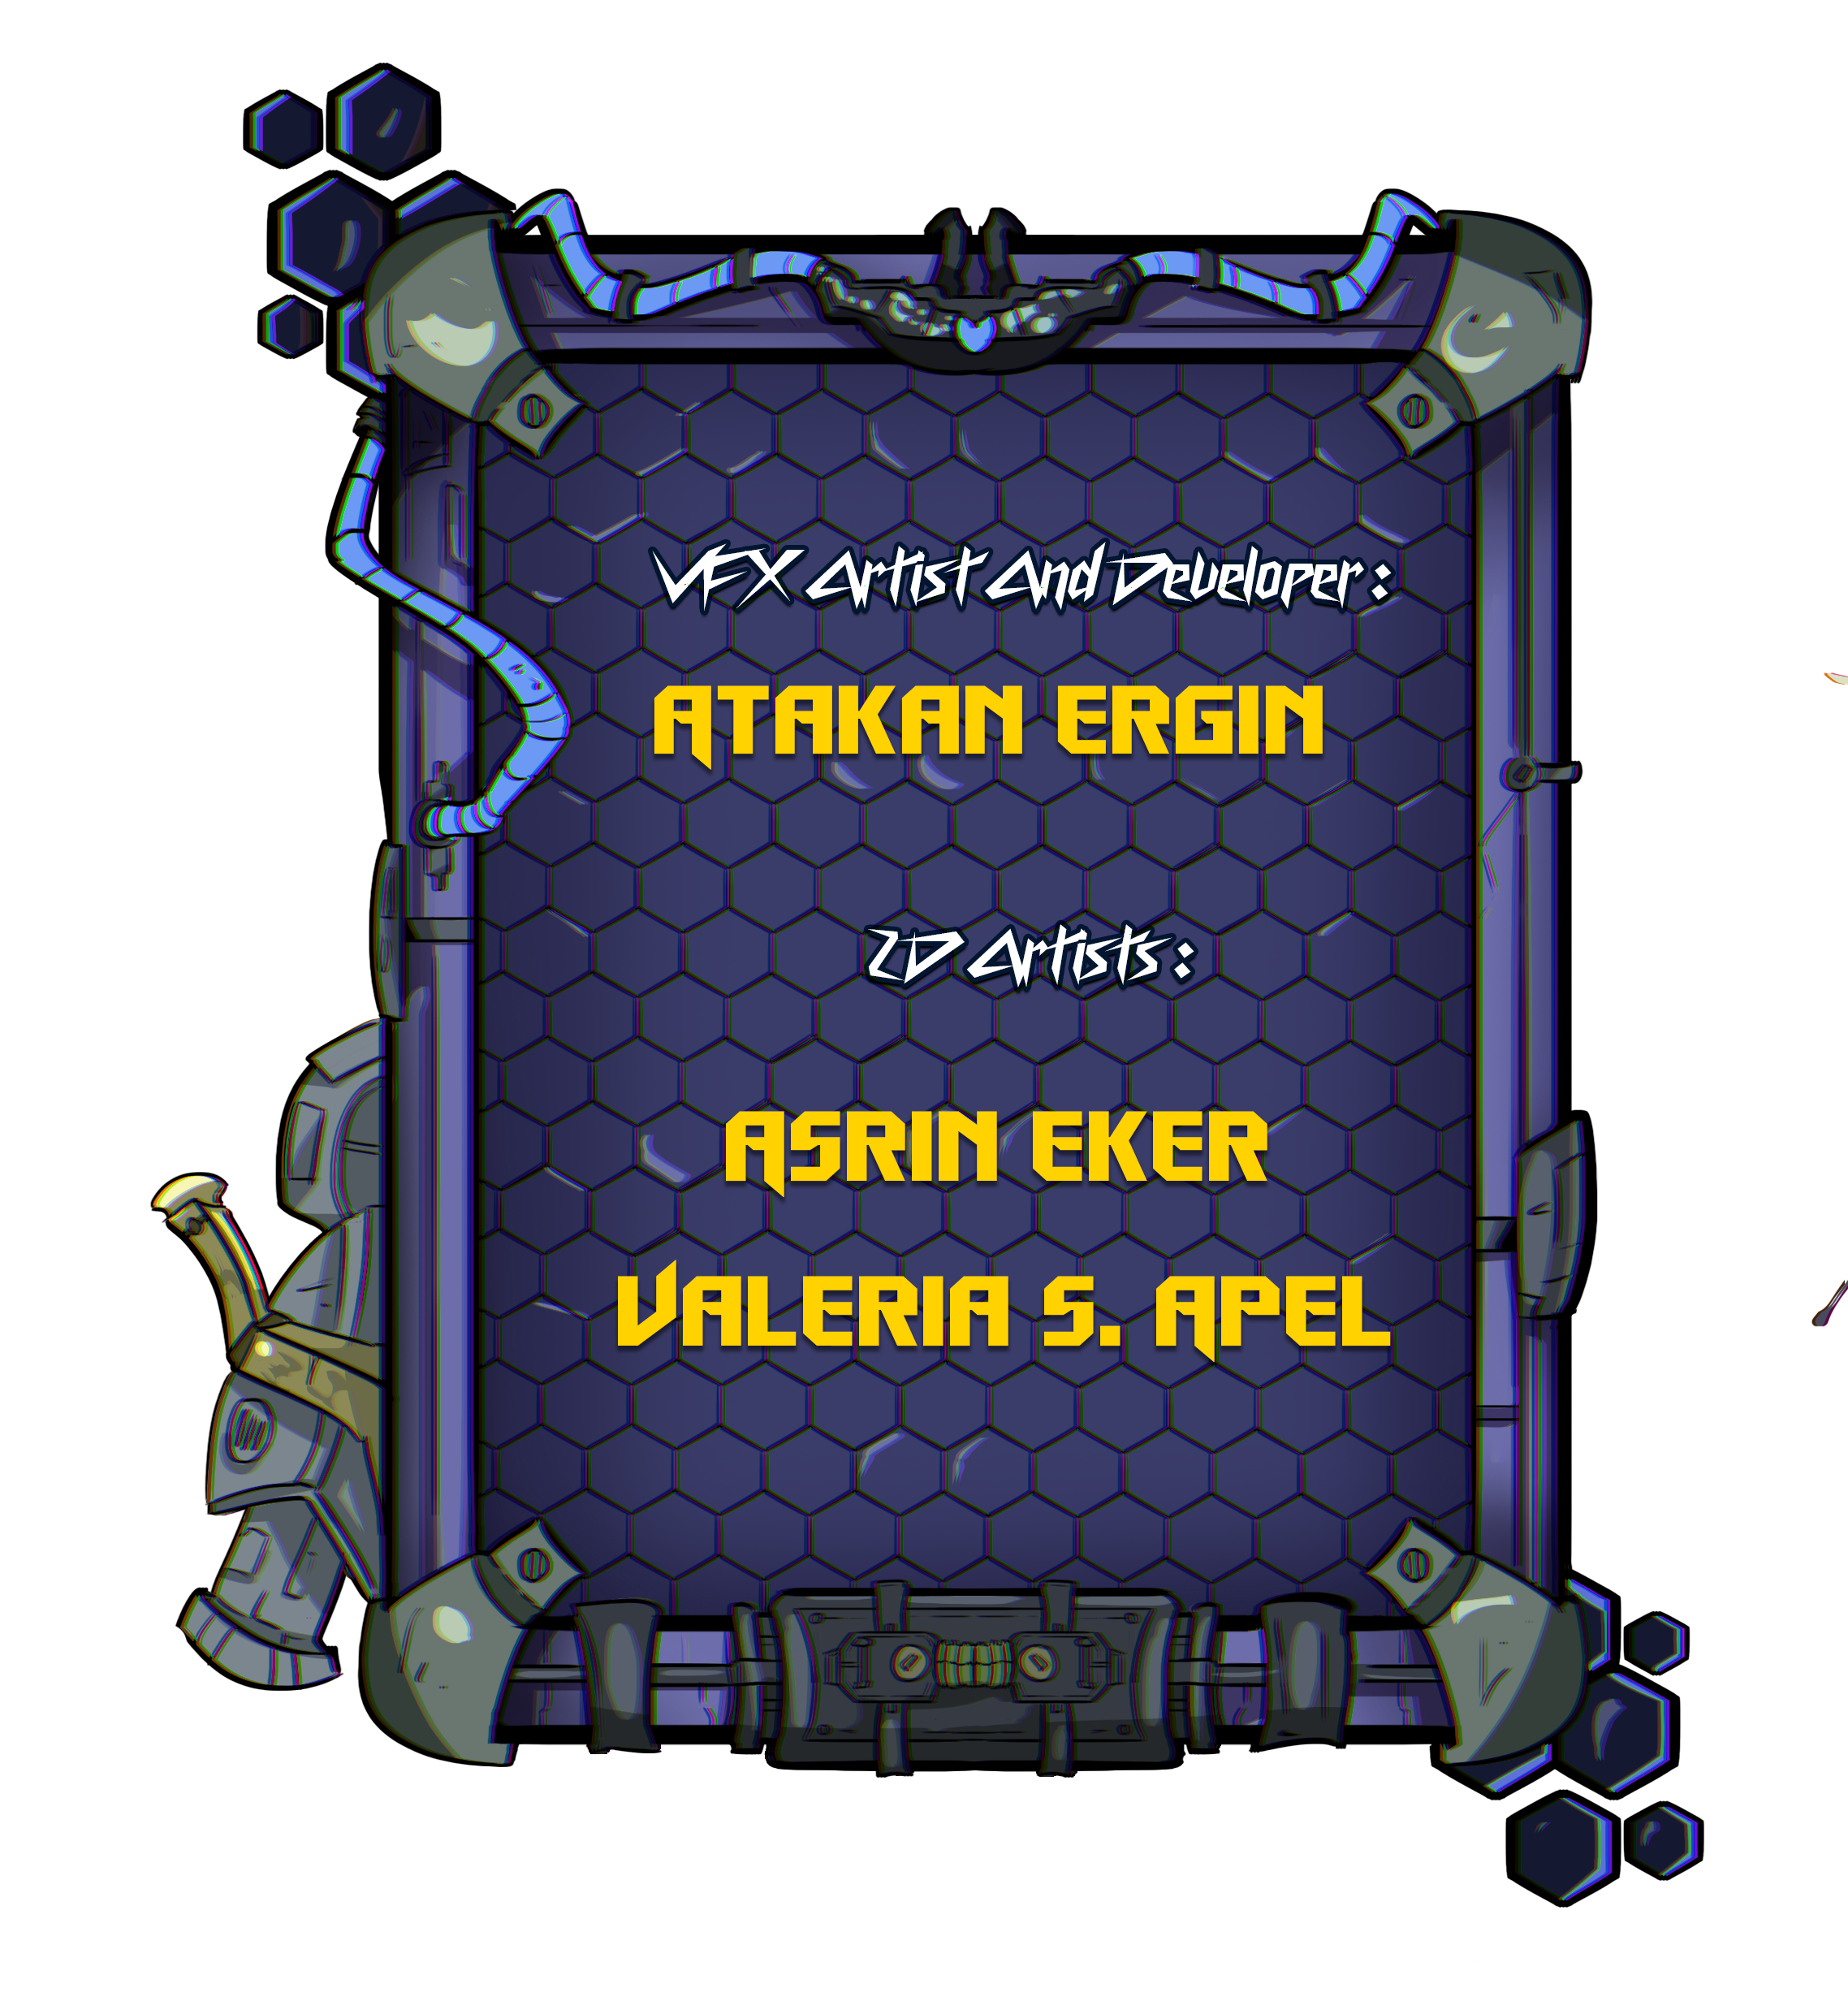 VFX Artist And Developer :
ATAKAN ERGIN
2D Artists :
ASRIN EKER
VALERIA S. APEL